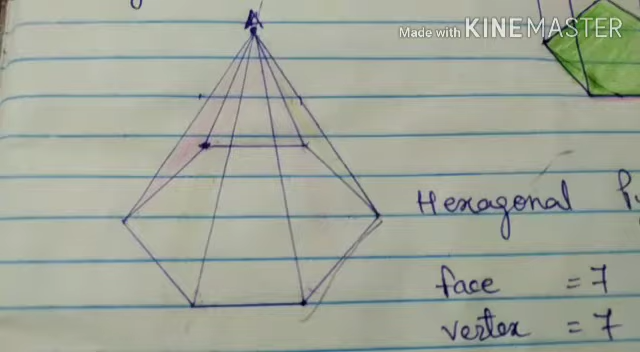 A
Made with KINEMASTER
Hexagonal
face = 7
vertex = 7